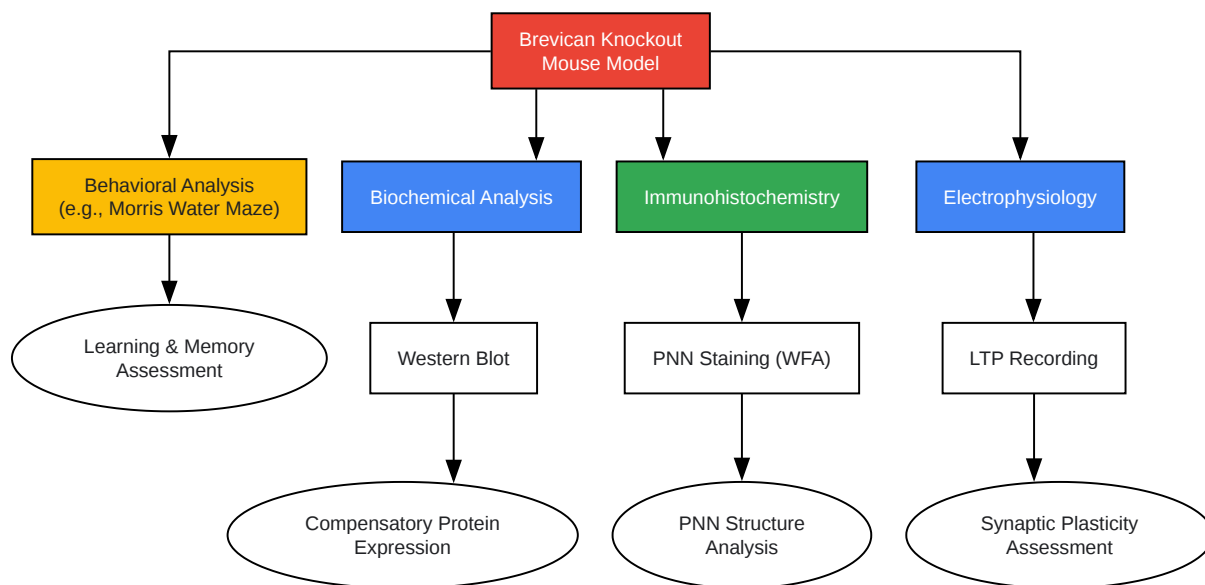 Brevican Knockout
Mouse Model
Behavioral Analysis
(e.g., Morris Water Maze)
Biochemical Analysis
Immunohistochemistry
Electrophysiology
Learning & Memory
Assessment
Western Blot
PNN Staining (WFA)
LTP Recording
Compensatory Protein
Expression
PNN Structure
Analysis
Synaptic Plasticity
Assessment